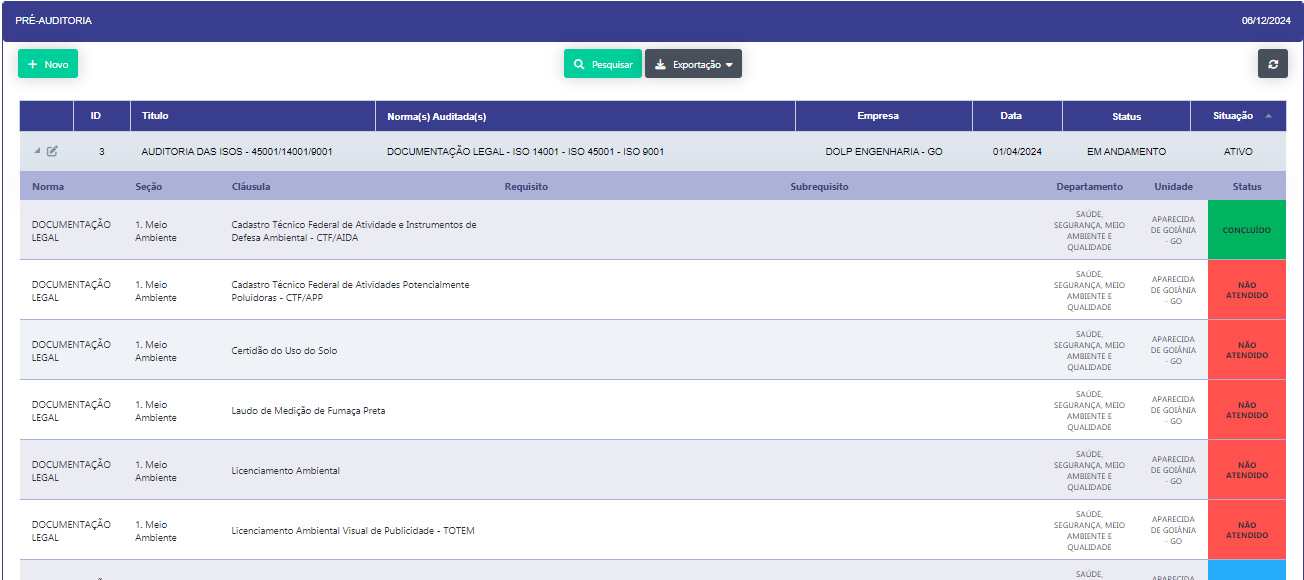 PRÉ-AUDITORIA 06/12/2024
+ Novo Pesquisar Exportação
ID Título Norma(s) Auditada(s) Empresa Data Status Situação
3 AUDITORIA DAS ISOS - 45001/14001/9001 DOCUMENTAÇÃO LEGAL - ISO 14001 - ISO 45001 - ISO 9001 DOLP ENGENHARIA - GO 01/04/2024 EM ANDAMENTO ATIVO
Norma Seção Cláusula Requisito Subrequisito Departamento Unidade Status
DOCUMENTAÇÃO
LEGAL
1. Meio
Ambiente
Cadastro Técnico Federal de Atividade e Instrumentos de
Defesa Ambiental - CTF/AIDA
SAÚDE,
SEGURANÇA, MEIO
AMBIENTE E
QUALIDADE
APARECIDA
DE GOIÂNIA
- GO
CONCLUÍDO
DOCUMENTAÇÃO
LEGAL
1. Meio
Ambiente
Cadastro Técnico Federal de Atividades Potencialmente
Poluidoras - CTF/APP
SAÚDE,
SEGURANÇA, MEIO
AMBIENTE E
QUALIDADE
APARECIDA
DE GOIÂNIA
- GO
NÃO
ATENDIDO
DOCUMENTAÇÃO
LEGAL
1. Meio
Ambiente
Certidão do Uso do Solo
SAÚDE,
SEGURANÇA, MEIO
AMBIENTE E
QUALIDADE
APARECIDA
DE GOIÂNIA
- GO
NÃO
ATENDIDO
DOCUMENTAÇÃO
LEGAL
1. Meio
Ambiente
Laudo de Medição de Fumaça Preta
SAÚDE,
SEGURANÇA, MEIO
AMBIENTE E
QUALIDADE
APARECIDA
DE GOIÂNIA
- GO
NÃO
ATENDIDO
DOCUMENTAÇÃO
LEGAL
1. Meio
Ambiente
Licenciamento Ambiental
SAÚDE,
SEGURANÇA, MEIO
AMBIENTE E
QUALIDADE
APARECIDA
DE GOIÂNIA
- GO
NÃO
ATENDIDO
DOCUMENTAÇÃO
LEGAL
1. Meio
Ambiente
Licenciamento Ambiental Visual de Publicidade - TOTEM
SAÚDE,
SEGURANÇA, MEIO
AMBIENTE E
QUALIDADE
APARECIDA
DE GOIÂNIA
- GO
NÃO
ATENDIDO
SAÚDE,